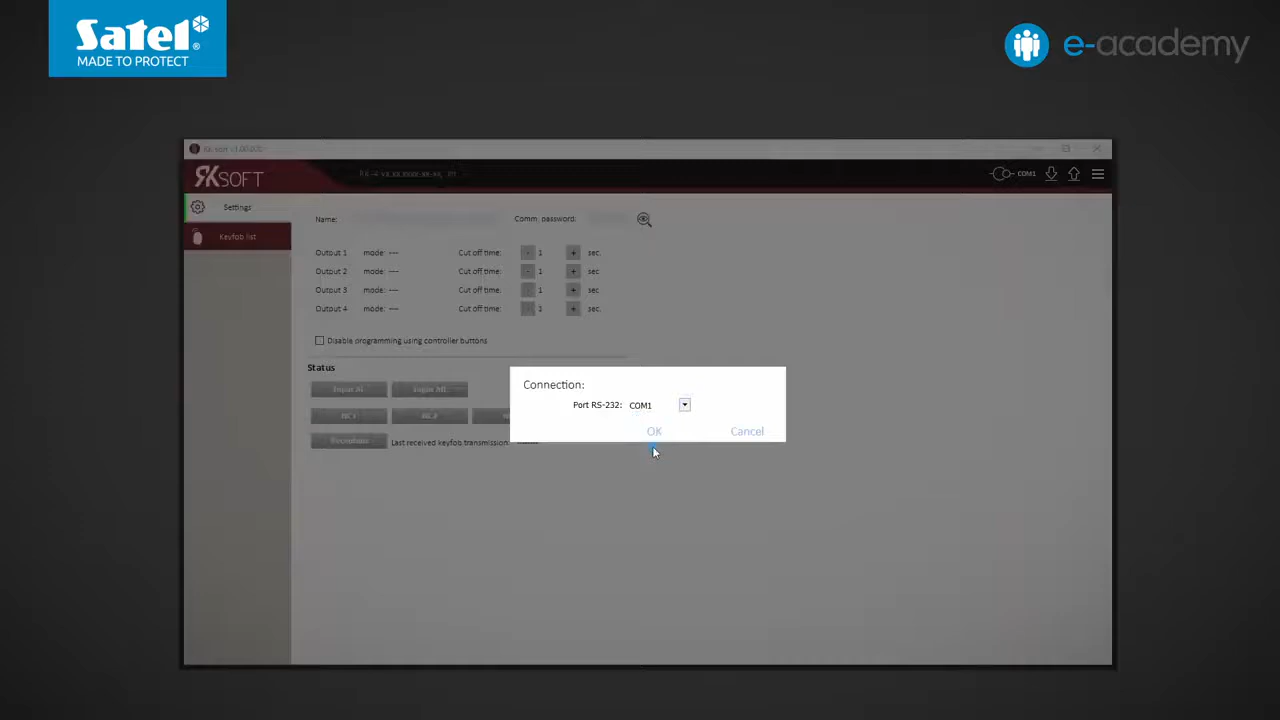 Satel®
MADE TO PROTECT
e-academy
RKSOFT
COM1
Settings
Keyfob list
Name:
Comm. password:
Output 1 mode: --- Cut off time: - 1 + sec.
Output 2 mode: --- Cut off time: - 1 + sec
Output 3 mode: --- Cut off time: - 1 + sec
Output 4 mode: --- Cut off time: - 1 + sec.
Disable programming using controller buttons
Status
Connection:
Port RS-232: COM1
OK Cancel
Last received keyfob transmission